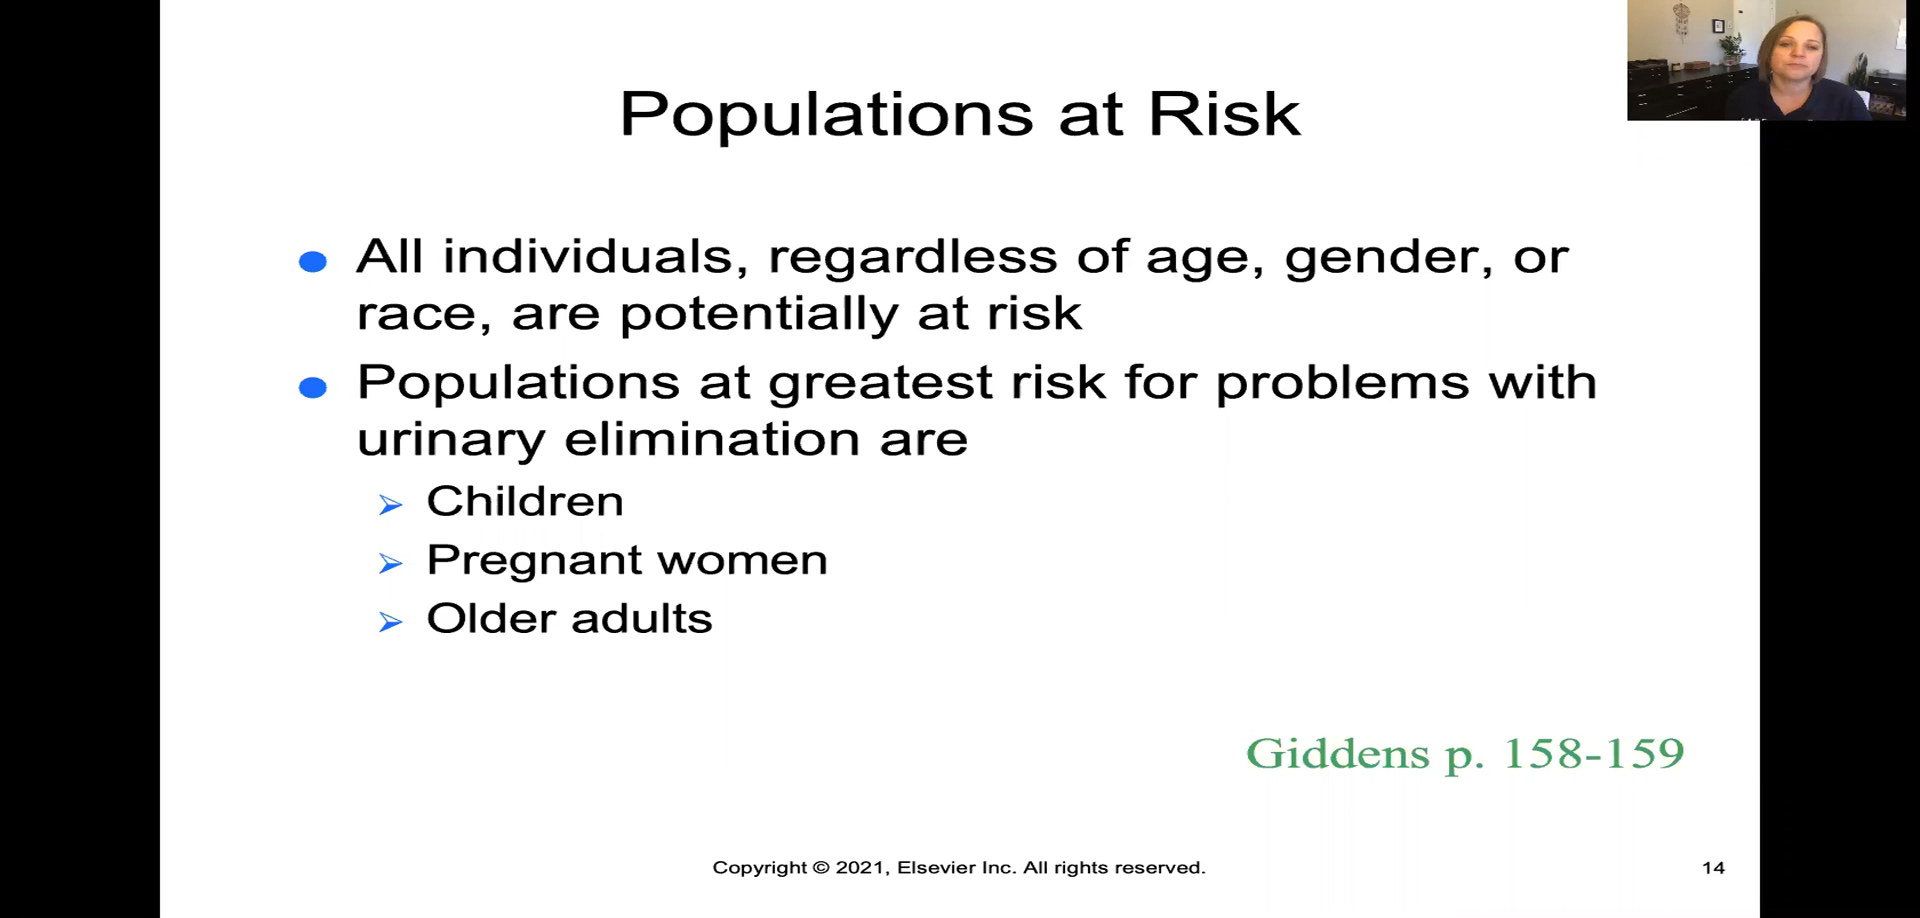 Populations at Risk
All individuals, regardless of age, gender, or
race, are potentially at risk
Populations at greatest risk for problems with
urinary elimination are
Children
Pregnant women
Older adults
Giddens p. 158-159
Copyright © 2021, Elsevier Inc. All rights reserved.
14